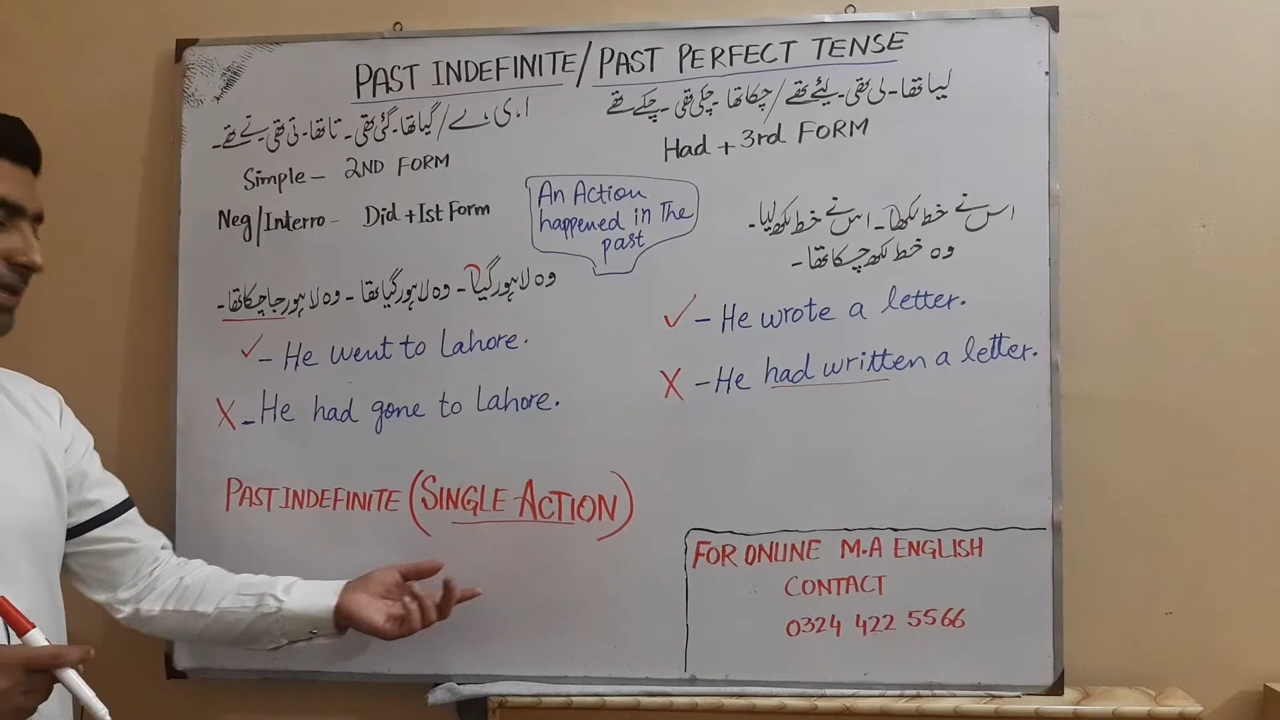 PAST INDEFINITE/PAST PERFECT TENSE
ا ۔ ی ، ے / گیا تھا ۔ گئی تھی ۔ تا تھا ۔ تی تھی تے تھے ۔
Simple - 2ND FORM
Neg/Interro - Did + Ist Form
لیا تھا ۔ لی تھی ۔ لیئے تھے / چکا تھا ۔ چکی تھی ۔ چکے تھے
Had + 3rd FORM
An Action
happened in The
past
وہ لاہور گیا ۔ وہ لاہور گیا تھا ۔ وہ لاہور جا چکا تھا ۔
✓ - He went to Lahore.
X - He had gone to Lahore.
اس نے خط لکھا ۔ اس نے خط لکھ لیا ۔
وہ خط لکھ چکا تھا ۔
✓ - He wrote a letter.
X - He had written a letter.
PAST INDEFINITE (SINGLE ACTION)
FOR ONLINE M.A ENGLISH
CONTACT
0324 422 5566